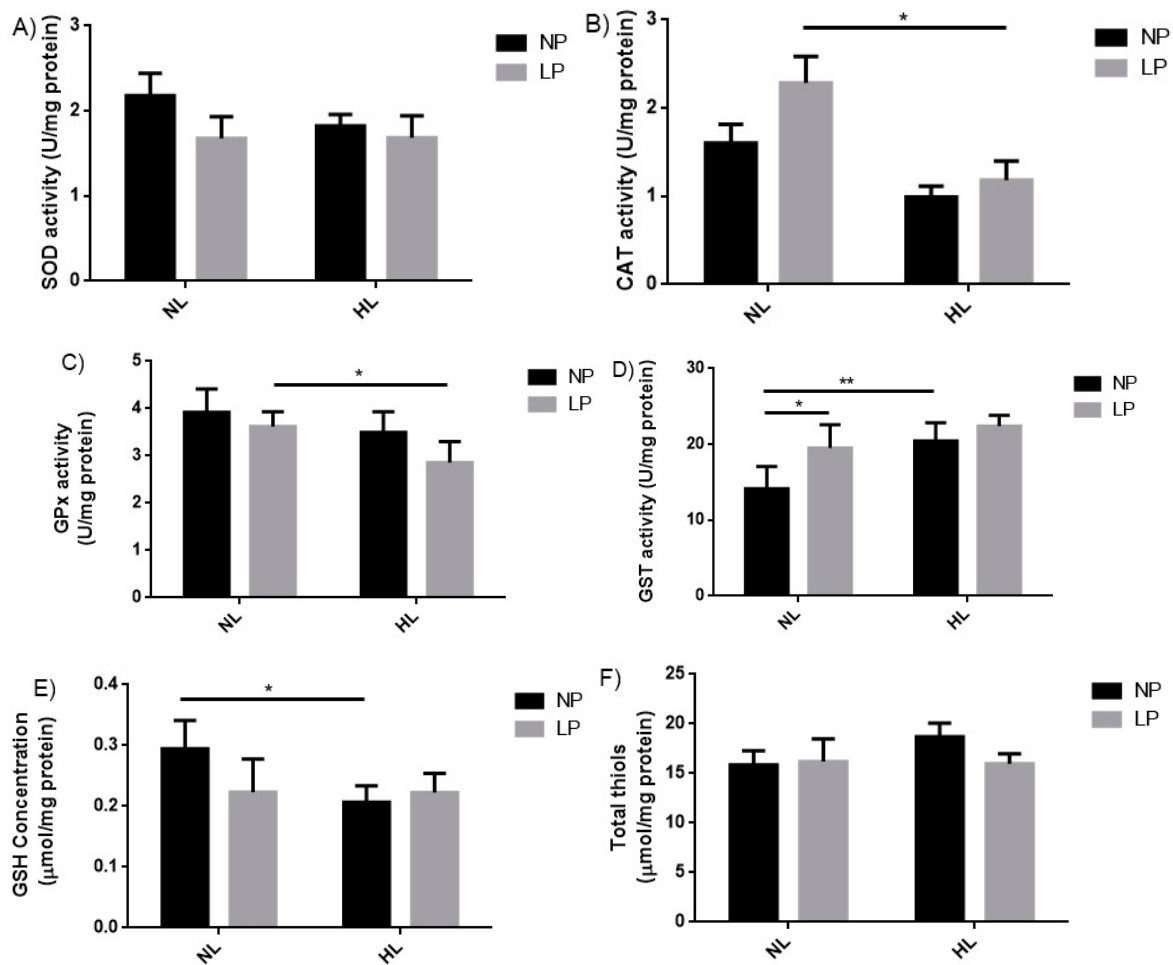 A)
SOD activity (U/mg protein)
3
2
1
0
NL
HL
NP
LP
B)
CAT activity (U/mg protein)
3
2
1
0
*
NL
HL
NP
LP
C)
GPx activity
(U/mg protein)
5
4
3
2
1
0
*
NL
HL
NP
LP
D)
GST activity (U/mg protein)
30
20
10
0
**
*
NL
HL
NP
LP
E)
GSH Concentration
(µmol/mg protein)
0.4
0.3
0.2
0.1
0.0
*
NL
HL
NP
LP
F)
Total thiols
(µmol/mg protein)
25
20
15
10
5
0
NL
HL
NP
LP